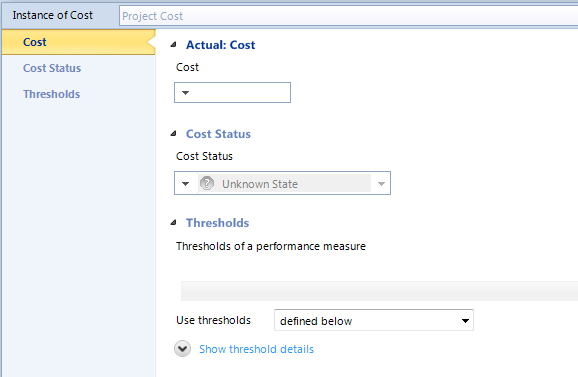 Instance of Cost Project Cost
Cost
Cost Status
Thresholds
Actual: Cost
Cost
Cost Status
Cost Status
? Unknown State
Thresholds
Thresholds of a performance measure
Use thresholds defined below
Show threshold details